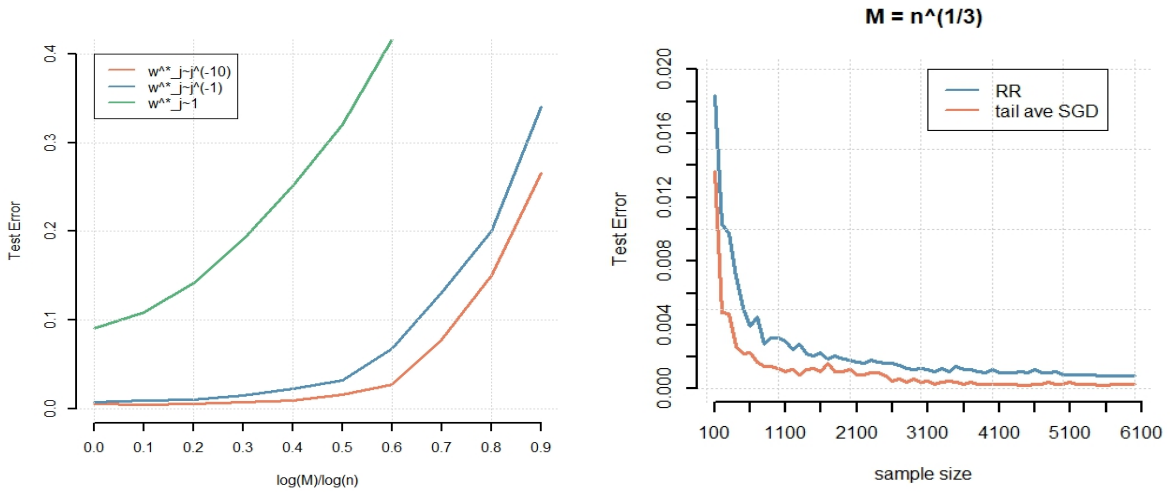 w^*_j~j^(-10)
w^*_j~j^(-1)
w^*_j~1
Test Error
0.4
0.3
0.2
0.1
0.0
0.0 0.1 0.2 0.3 0.4 0.5 0.6 0.7 0.8 0.9
log(M)/log(n)
M = n^(1/3)
RR
tail ave SGD
Test Error
0.020
0.016
0.012
0.008
0.004
0.000
100 1100 2100 3100 4100 5100 6100
sample size